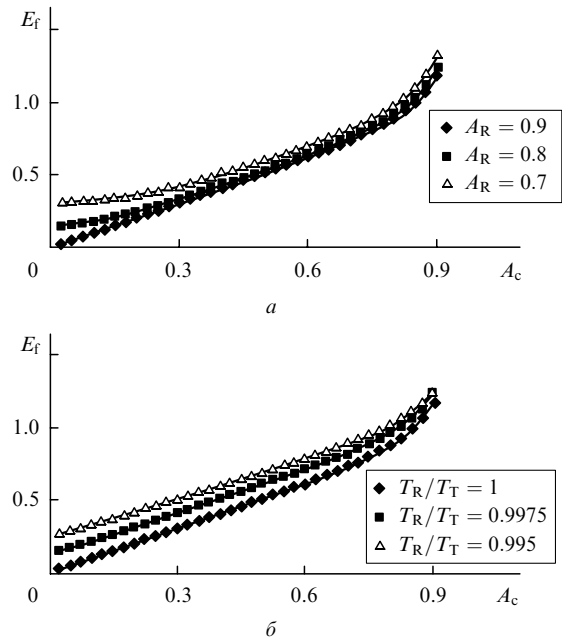 E_f
1.0
0.5
0
0.3
0.6
0.9
A_c
A_R = 0.9
A_R = 0.8
A_R = 0.7
а
E_f
1.0
0.5
0
0.3
0.6
0.9
A_c
T_R/T_T = 1
T_R/T_T = 0.9975
T_R/T_T = 0.995
б